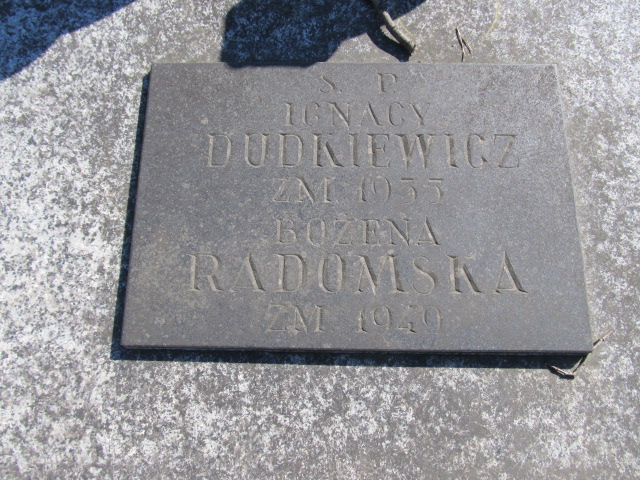 Ś. P.
IGNACY
DUDKIEWICZ
ZM 1933
BOŻENA
RADOMSKA
ZM 1940